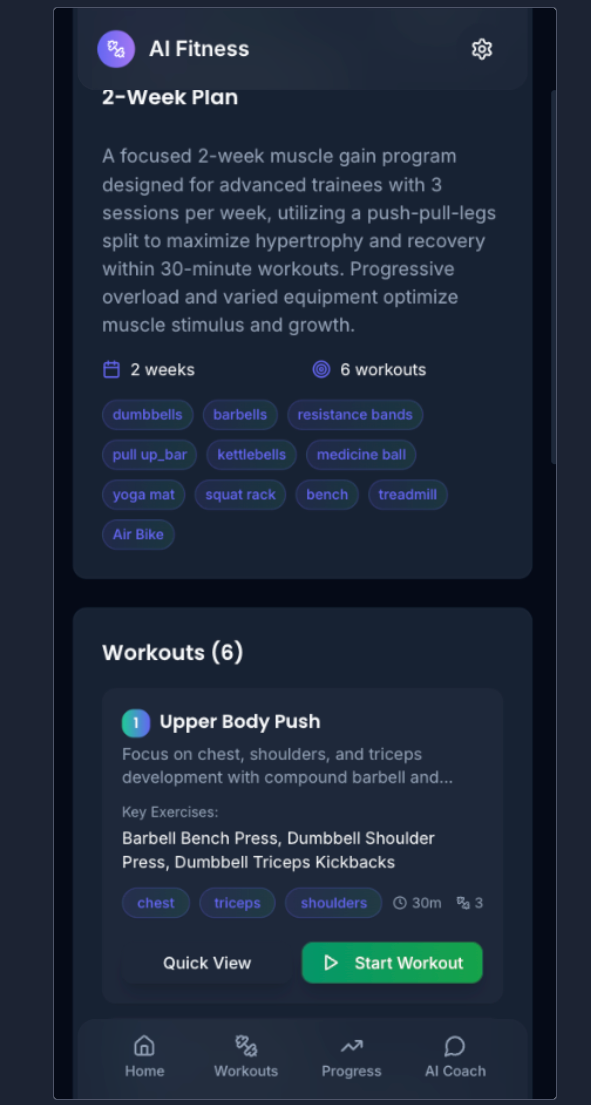 AI Fitness
2-Week Plan
A focused 2-week muscle gain program
designed for advanced trainees with 3
sessions per week, utilizing a push-pull-legs
split to maximize hypertrophy and recovery
within 30-minute workouts. Progressive
overload and varied equipment optimize
muscle stimulus and growth.
2 weeks 6 workouts
dumbbells barbells resistance bands
pull up_bar kettlebells medicine ball
yoga mat squat rack bench treadmill
Air Bike
Workouts (6)
1 Upper Body Push
Focus on chest, shoulders, and triceps
development with compound barbell and...
Key Exercises:
Barbell Bench Press, Dumbbell Shoulder
Press, Dumbbell Triceps Kickbacks
chest triceps shoulders 30m 3
Quick View Start Workout
Home Workouts Progress AI Coach